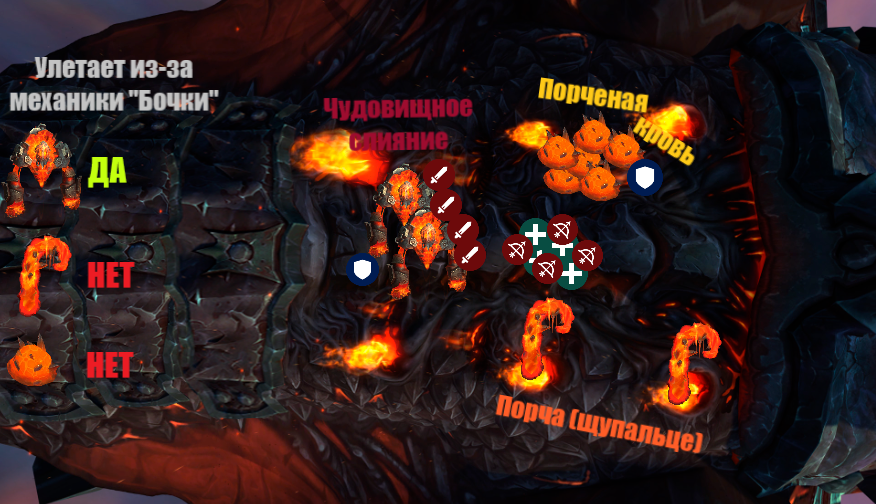 Улетает из-за
механики "Бочки"
ДА
НЕТ
НЕТ
Чудовищное
слияние
Порченая
кровь
Порча (щупальце)